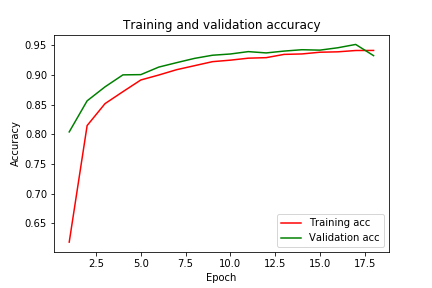 Training and validation accuracy
Accuracy
0.95
0.90
0.85
0.80
0.75
0.70
0.65
Training acc
Validation acc
2.5 5.0 7.5 10.0 12.5 15.0 17.5
Epoch